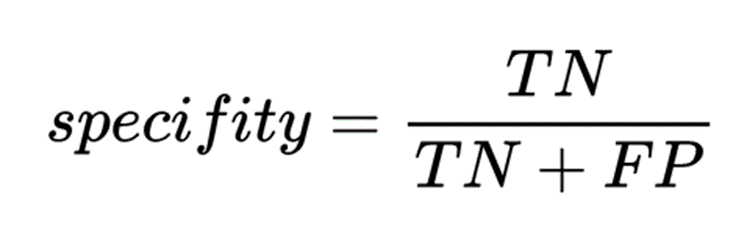 specifity = TN / TN + FP